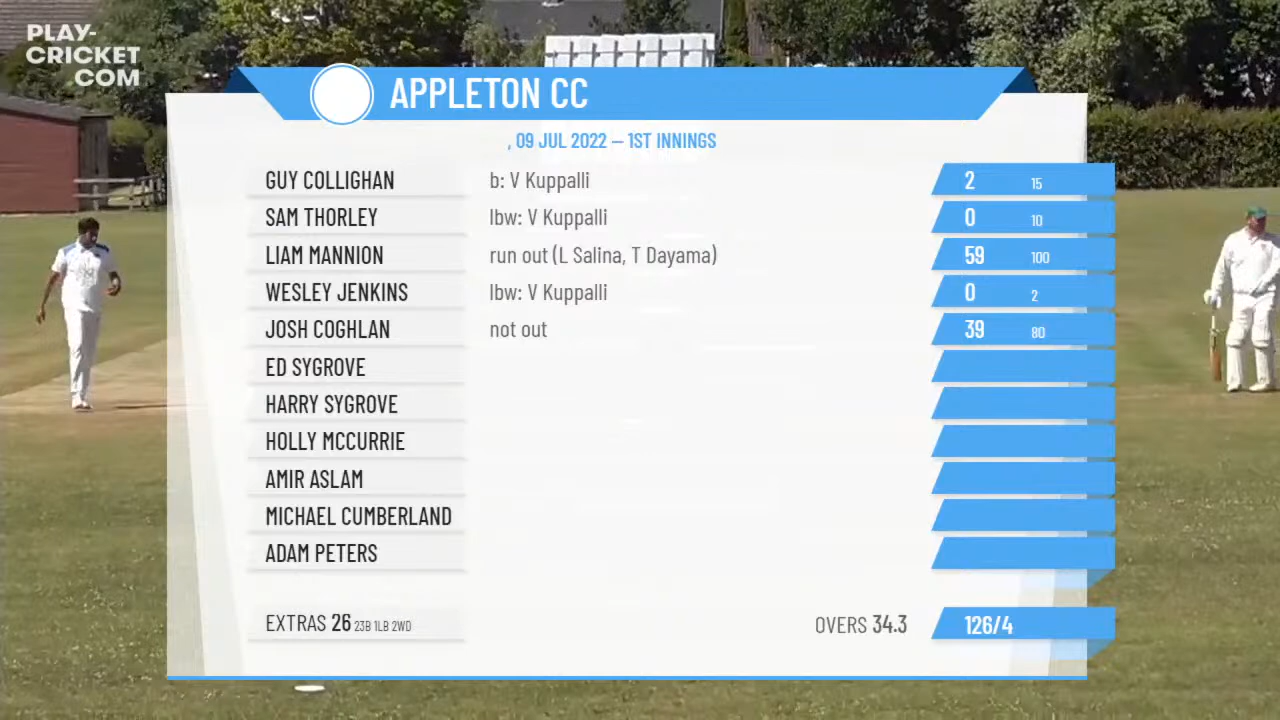 PLAY-
CRICKET
COM
APPLETON CC
, 09 JUL 2022 – 1ST INNINGS
GUY COLLIGHAN b: V Kuppalli 2 15
SAM THORLEY lbw: V Kuppalli 0 10
LIAM MANNION run out (L Salina, T Dayama) 59 100
WESLEY JENKINS lbw: V Kuppalli 0 2
JOSH COGHLAN not out 39 80
ED SYGROVE
HARRY SYGROVE
HOLLY MCCURRIE
AMIR ASLAM
MICHAEL CUMBERLAND
ADAM PETERS
EXTRAS 26 23B 1LB 2WD OVERS 34.3 126/4